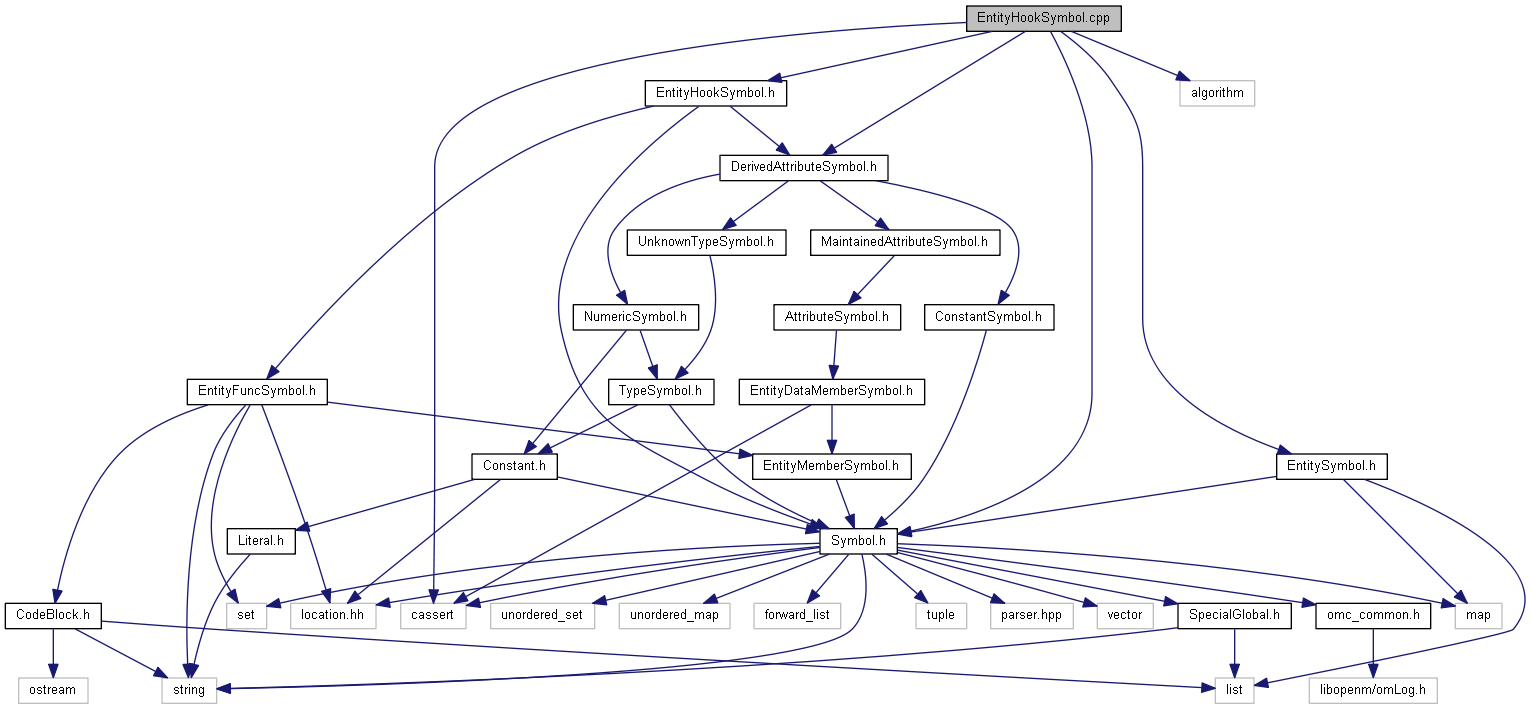 EntityHookSymbol.cpp
EntityHookSymbol.h
algorithm
DerivedAttributeSymbol.h
UnknownTypeSymbol.h
MaintainedAttributeSymbol.h
NumericSymbol.h
AttributeSymbol.h
ConstantSymbol.h
EntityFuncSymbol.h
TypeSymbol.h
EntityDataMemberSymbol.h
Constant.h
EntityMemberSymbol.h
EntitySymbol.h
Literal.h
Symbol.h
CodeBlock.h
set
location.hh
cassert
unordered_set
unordered_map
forward_list
tuple
parser.hpp
vector
SpecialGlobal.h
omc_common.h
map
ostream
string
list
libopenm/omLog.h